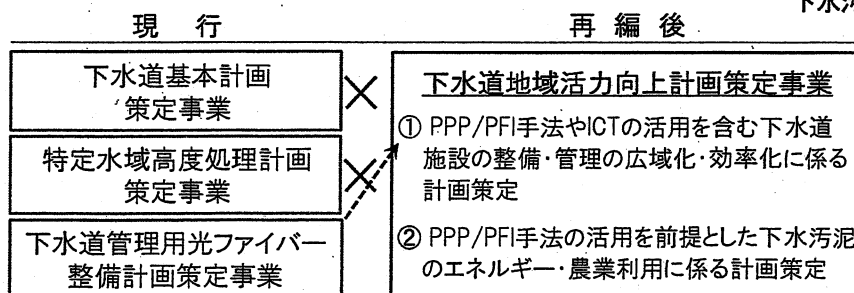 下水汚
現 行
再 編 後
下水道基本計画
策定事業
特定水域高度処理計画
策定事業
下水道管理用光ファイバー
整備計画策定事業
下水道地域活力向上計画策定事業
① PPP/PFI手法やICTの活用を含む下水道
施設の整備・管理の広域化・効率化に係る
計画策定
② PPP/PFI手法の活用を前提とした下水汚泥
のエネルギー・農業利用に係る計画策定